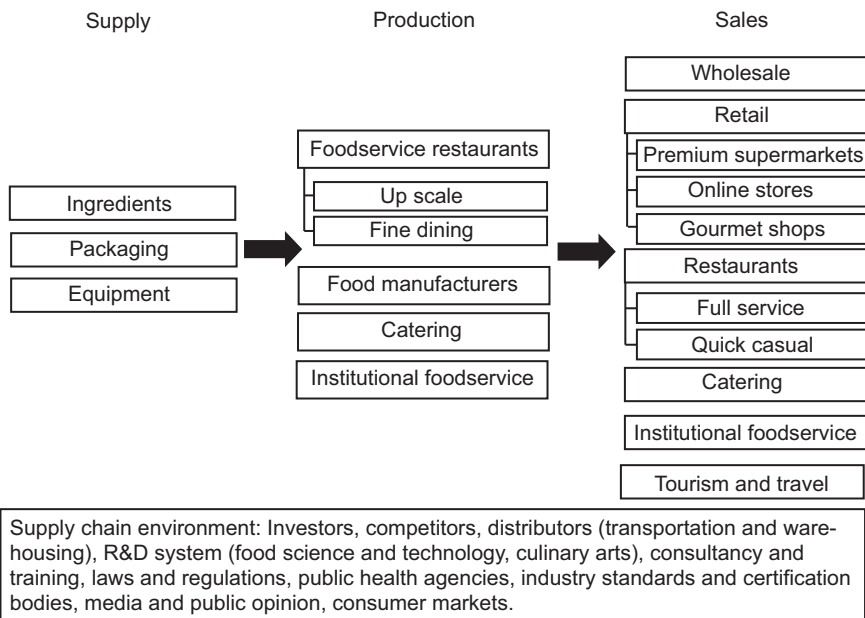 Supply
Ingredients
Packaging
Equipment
Production
Foodservice restaurants
Up scale
Fine dining
Food manufacturers
Catering
Institutional foodservice
Sales
Wholesale
Retail
Premium supermarkets
Online stores
Gourmet shops
Restaurants
Full service
Quick casual
Catering
Institutional foodservice
Tourism and travel
Supply chain environment: Investors, competitors, distributors (transportation and ware-
housing), R&D system (food science and technology, culinary arts), consultancy and
training, laws and regulations, public health agencies, industry standards and certification
bodies, media and public opinion, consumer markets.